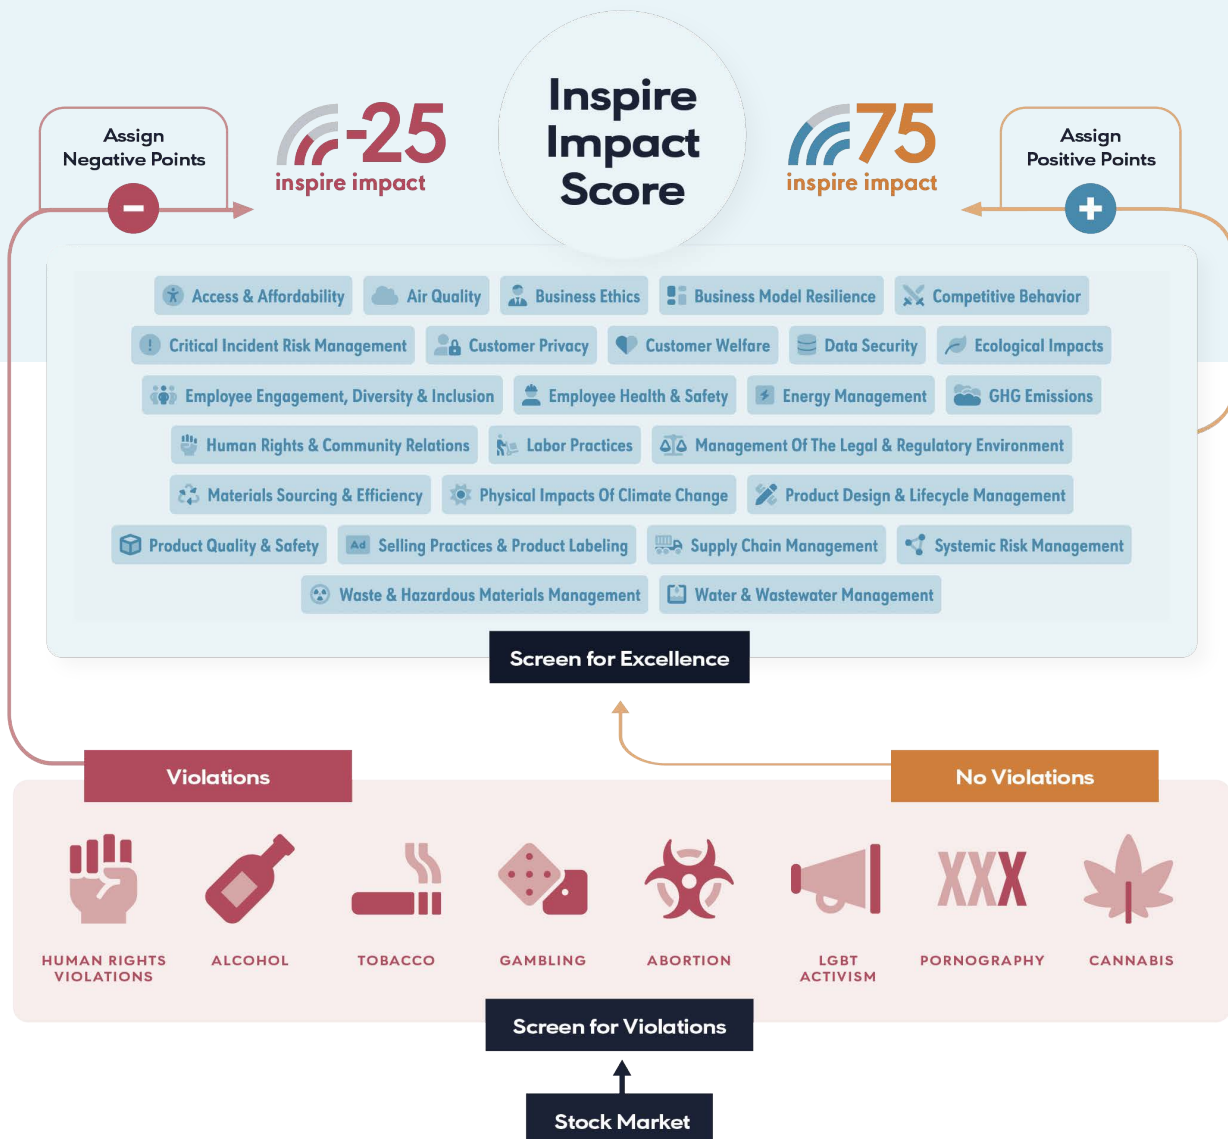 Inspire
Impact
Score
Assign
Negative Points
-25
inspire impact
75
inspire impact
Assign
Positive Points
Access & Affordability
Air Quality
Business Ethics
Business Model Resilience
Competitive Behavior
Critical Incident Risk Management
Customer Privacy
Customer Welfare
Data Security
Ecological Impacts
Employee Engagement, Diversity & Inclusion
Employee Health & Safety
Energy Management
GHG Emissions
Human Rights & Community Relations
Labor Practices
Management Of The Legal & Regulatory Environment
Materials Sourcing & Efficiency
Physical Impacts Of Climate Change
Product Design & Lifecycle Management
Product Quality & Safety
Ad
Selling Practices & Product Labeling
Supply Chain Management
Systemic Risk Management
Waste & Hazardous Materials Management
Water & Wastewater Management
Screen for Excellence
Violations
No Violations
XXX
HUMAN RIGHTS
VIOLATIONS
ALCOHOL
TOBACCO
GAMBLING
ABORTION
LGBT
ACTIVISM
PORNOGRAPHY
CANNABIS
Screen for Violations
Stock Market